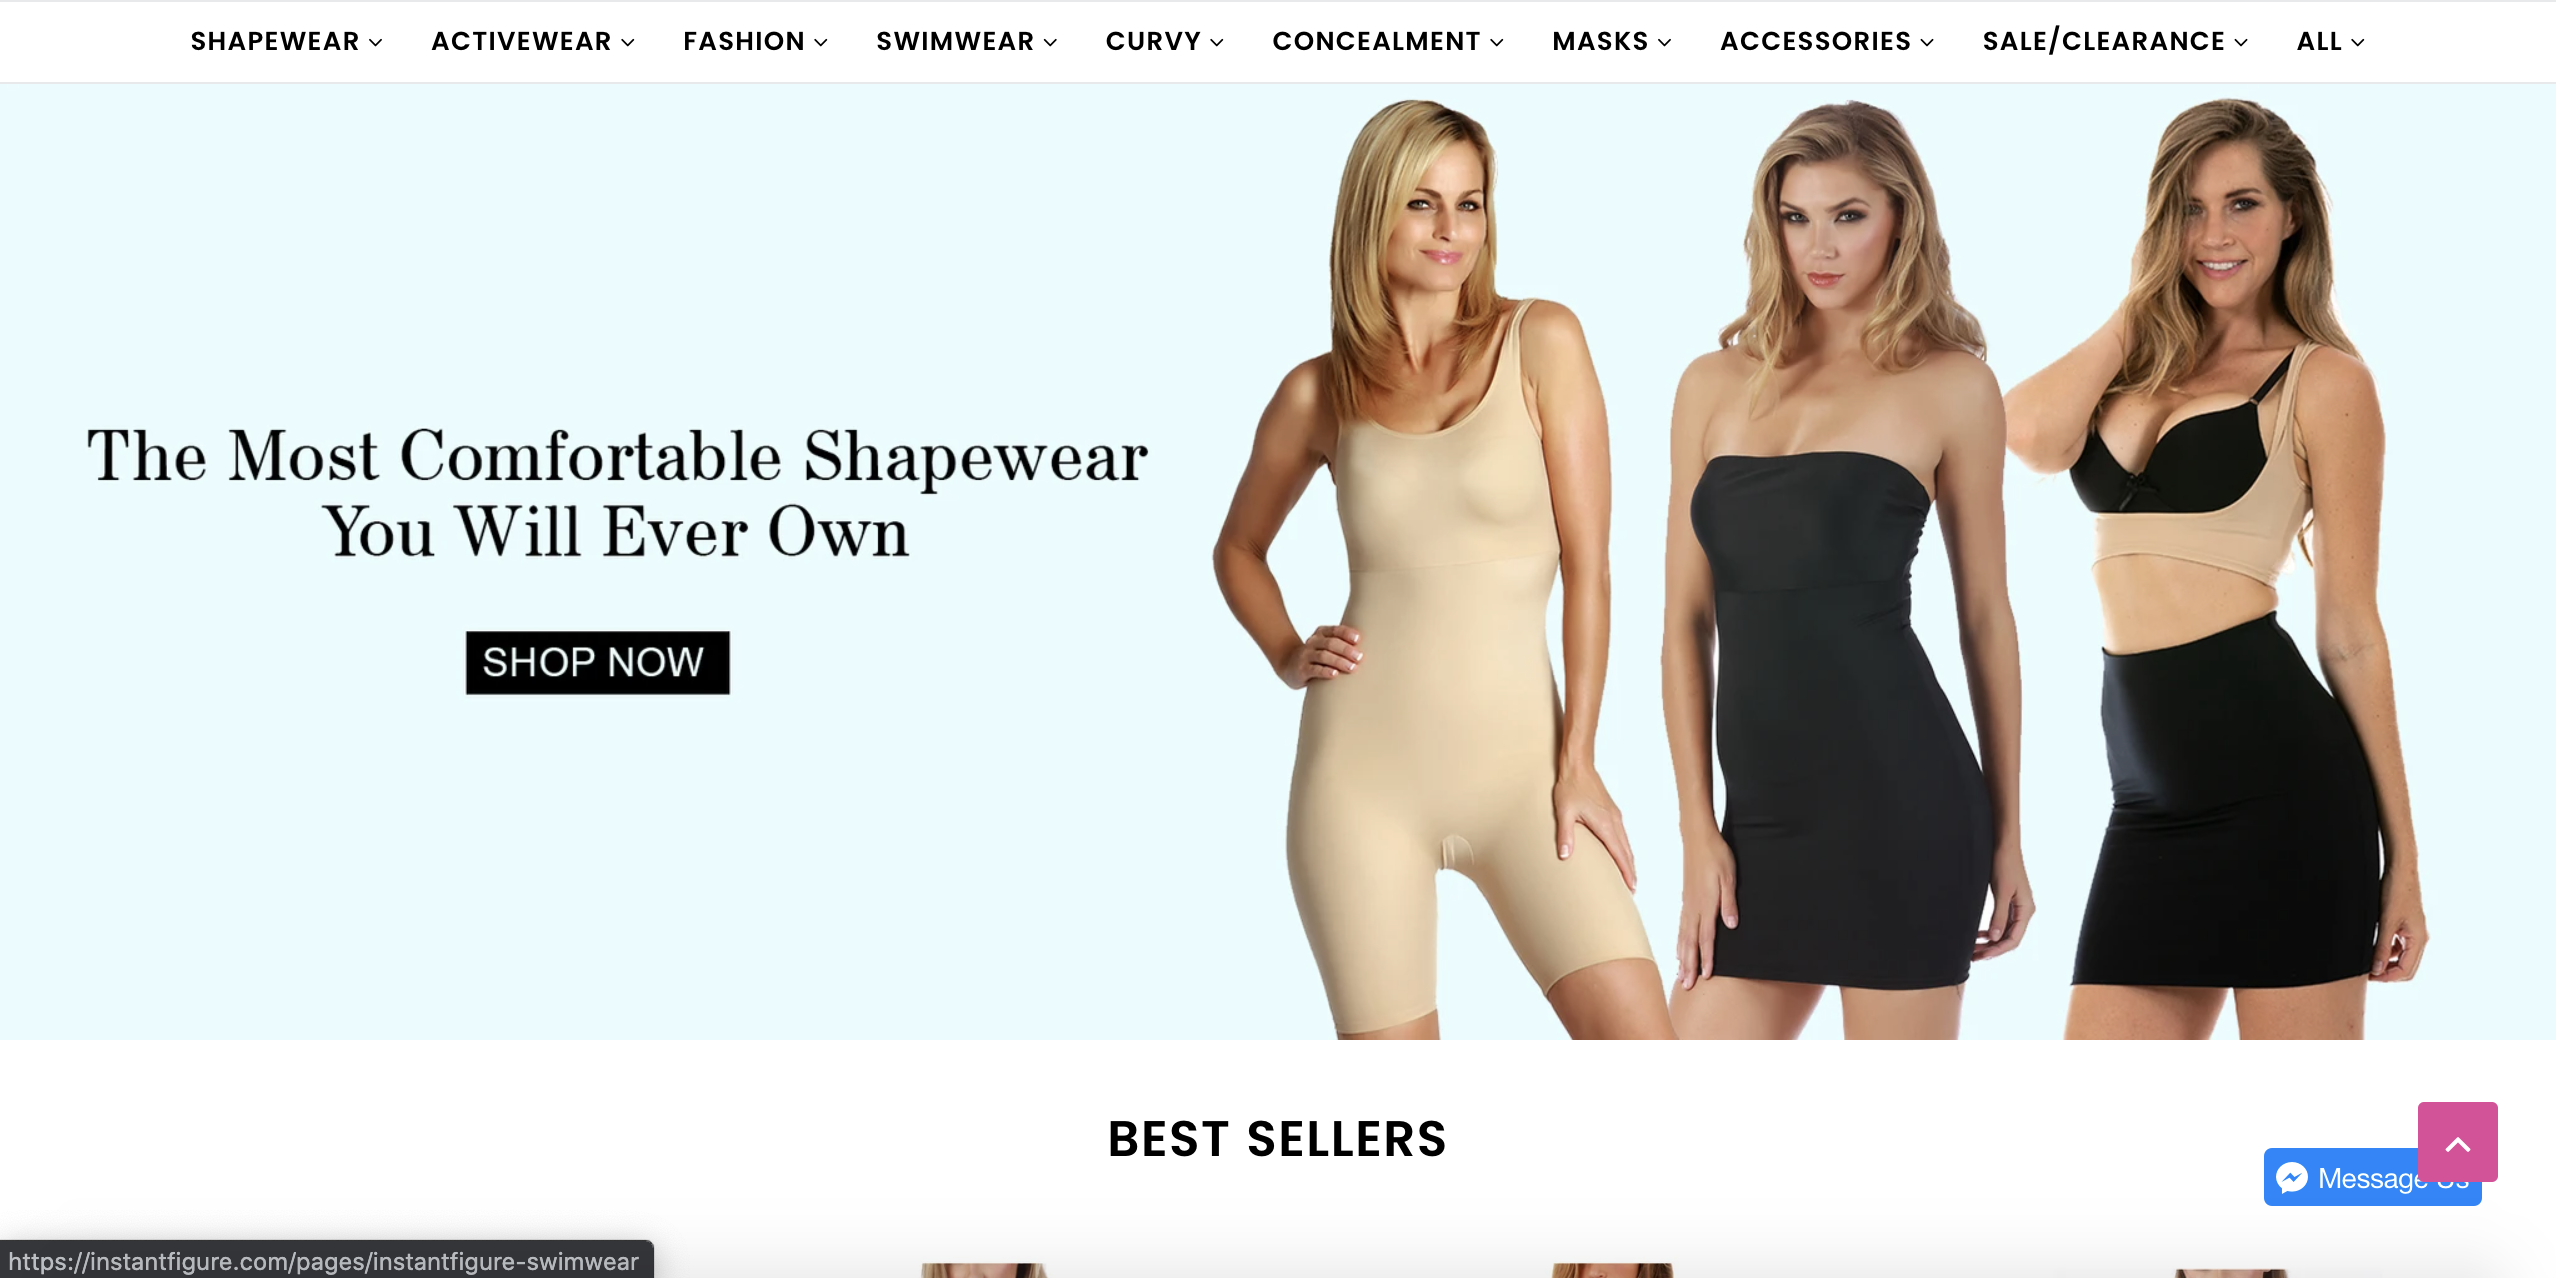 SHAPEWEAR ACTIVEWEAR FASHION SWIMWEAR CURVY CONCEALMENT MASKS ACCESSORIES SALE/CLEARANCE ALL
The Most Comfortable Shapewear
You Will Ever Own
SHOP NOW
BEST SELLERS
Message Us
https://instantfigure.com/pages/instantfigure-swimwear